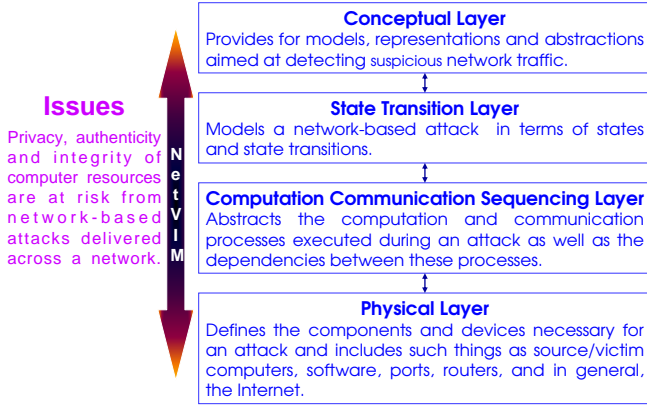 Issues
Privacy, authenticity
and integrity of
computer resources
are at risk from
network-based
attacks delivered
across a network.
NetVIM
Conceptual Layer
Provides for models, representations and abstractions
aimed at detecting suspicious network traffic.
State Transition Layer
Models a network-based attack in terms of states
and state transitions.
Computation Communication Sequencing Layer
Abstracts the computation and communication
processes executed during an attack as well as the
dependencies between these processes.
Physical Layer
Defines the components and devices necessary for
an attack and includes such things as source/victim
computers, software, ports, routers, and in general,
the Internet.